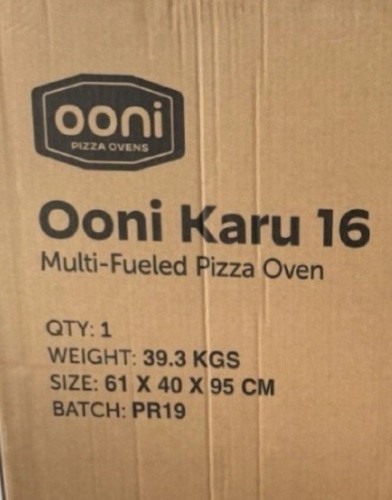 ooni
PIZZA OVENS
Ooni Karu 16
Multi-Fueled Pizza Oven
QTY: 1
WEIGHT: 39.3 KGS
SIZE: 61 X 40 X 95 CM
BATCH: PR19